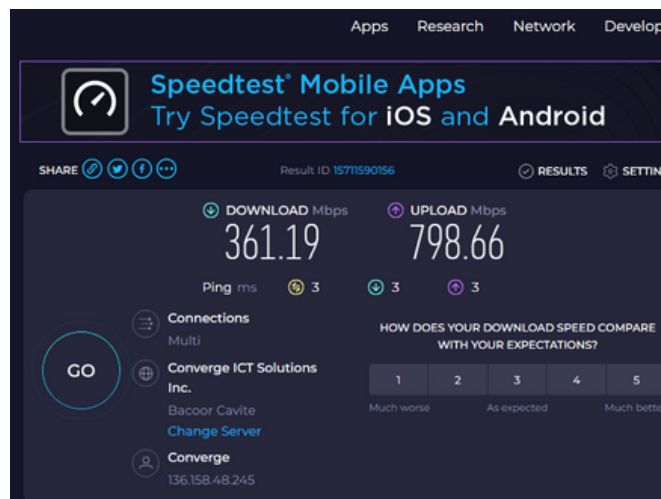 Apps Research Network
Speedtest® Mobile Apps
Try Speedtest for iOS and Android
SHARE
Result ID 15711590156
RESULTS
DOWNLOAD Mbps
361.19
UPLOAD Mbps
798.66
Ping ms 3 3 3
GO
Connections
Multi
Converge ICT Solutions
Inc.
Bacoor Cavite
Change Server
Converge
136.158.48.245
HOW DOES YOUR DOWNLOAD SPEED COMPARE
WITH YOUR EXPECTATIONS?
1 2 3 4 5
Much worse As expected Much bette